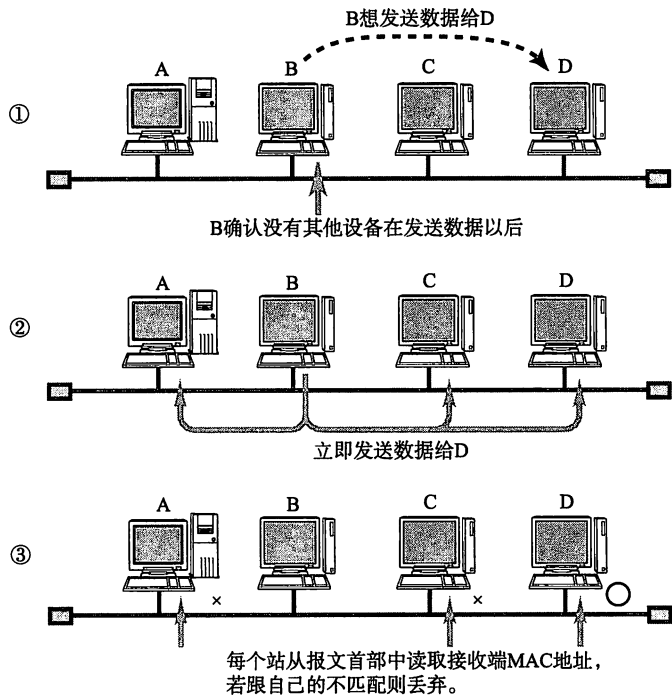 B想发送数据给D
A B C D
①
B确认没有其他设备在发送数据以后
A B C D
②
立即发送数据给D
A B C D
③
× × ○
每个站从报文首部中读取接收端MAC地址，
若跟自己的不匹配则丢弃。